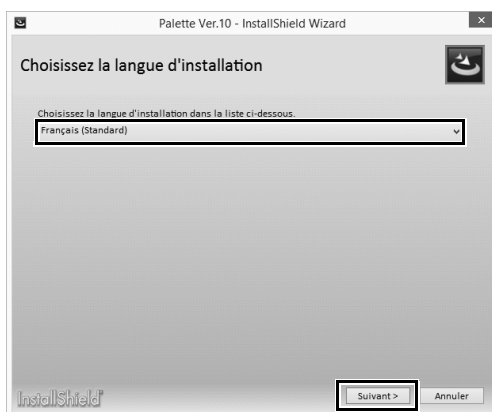 Palette Ver.10 - InstallShield Wizard
Choisissez la langue d'installation
Choisissez la langue d'installation dans la liste ci-dessous.
Français (Standard)
InstallShield
Suivant >
Annuler